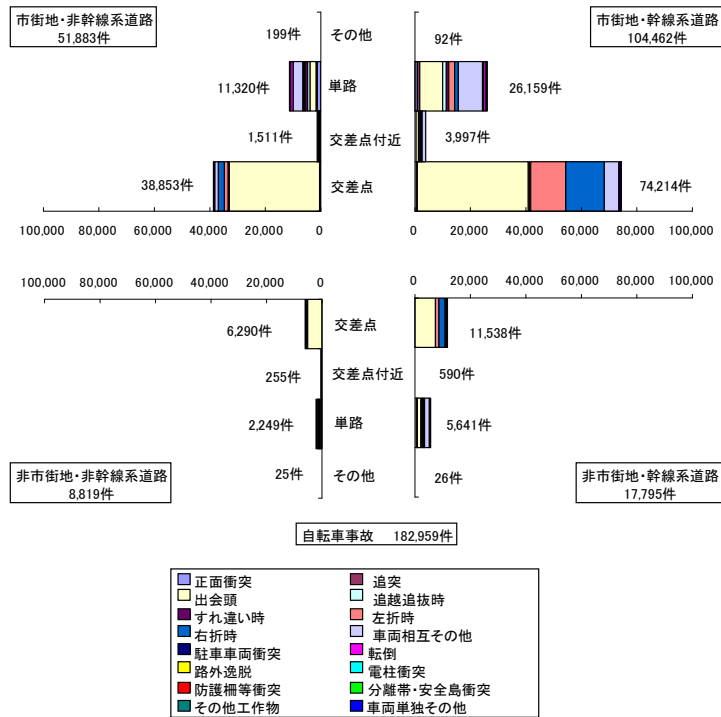 市街地・非幹線系道路
51,883件
市街地・幹線系道路
104,462件
199件 その他 92件
11,320件 単路 26,159件
1,511件 交差点付近 3,997件
38,853件 交差点 74,214件
100,000 80,000 60,000 40,000 20,000 0 0 20,000 40,000 60,000 80,000 100,000
100,000 80,000 60,000 40,000 20,000 0 0 20,000 40,000 60,000 80,000 100,000
6,290件 交差点 11,538件
255件 交差点付近 590件
2,249件 単路 5,641件
25件 その他 26件
非市街地・非幹線系道路
8,819件
非市街地・幹線系道路
17,795件
自転車事故 182,959件
正面衝突 追突
出会頭 追越追抜時
すれ違い時 左折時
右折時 車両相互その他
駐車車両衝突 転倒
路外逸脱 電柱衝突
防護柵等衝突 分離帯・安全島衝突
その他工作物 車両単独その他